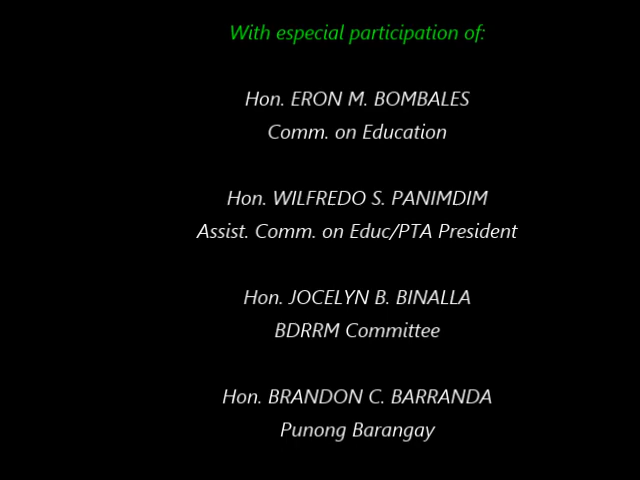 With especial participation of:
Hon. ERON M. BOMBALES
Comm. on Education
Hon. WILFREDO S. PANIMDIM
Assist. Comm. on Educ/PTA President
Hon. JOCELYN B. BINALLA
BDRRM Committee
Hon. BRANDON C. BARRANDA
Punong Barangay